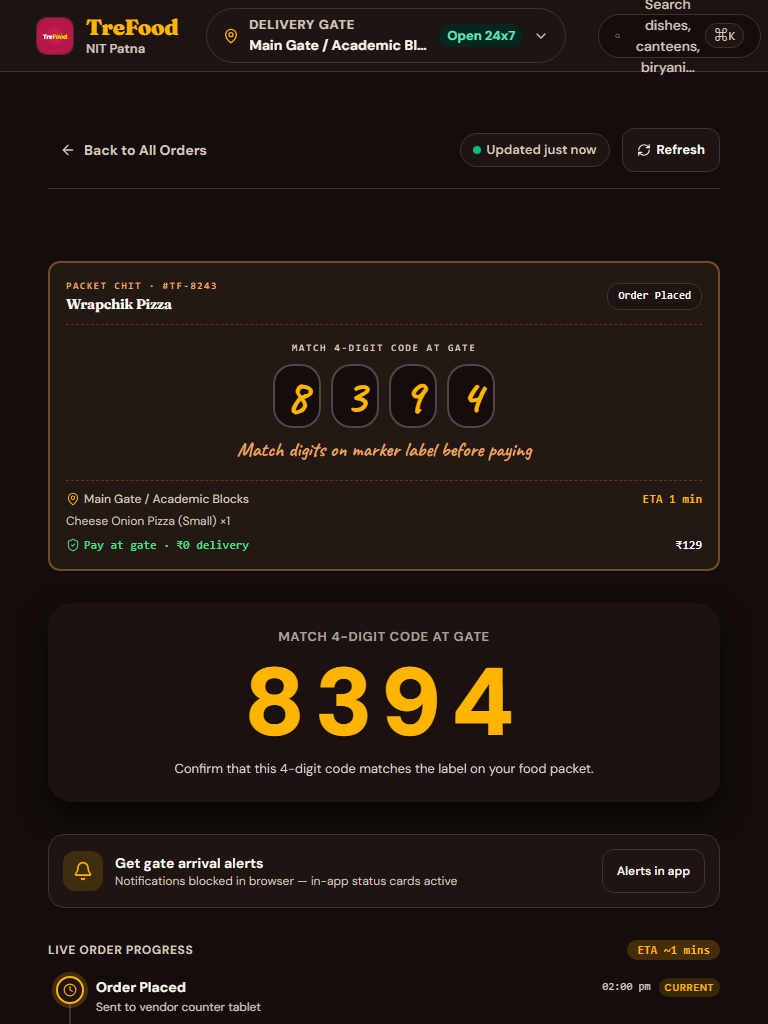 TreFood
TreFood
NIT Patna
DELIVERY GATE
Main Gate / Academic Bl...
Open 24x7
Search
dishes,
canteens,
biryani...
⌘K
Back to All Orders
Updated just now
Refresh
PACKET CHIT · #TF-8243
Wrapchik Pizza
Order Placed
MATCH 4-DIGIT CODE AT GATE
8 3 9 4
Match digits on marker label before paying
Main Gate / Academic Blocks
ETA 1 min
Cheese Onion Pizza (Small) ×1
Pay at gate · ₹0 delivery
₹129
MATCH 4-DIGIT CODE AT GATE
8394
Confirm that this 4-digit code matches the label on your food packet.
Get gate arrival alerts
Notifications blocked in browser — in-app status cards active
Alerts in app
LIVE ORDER PROGRESS
ETA ~1 mins
Order Placed
02:00 pm
CURRENT
Sent to vendor counter tablet